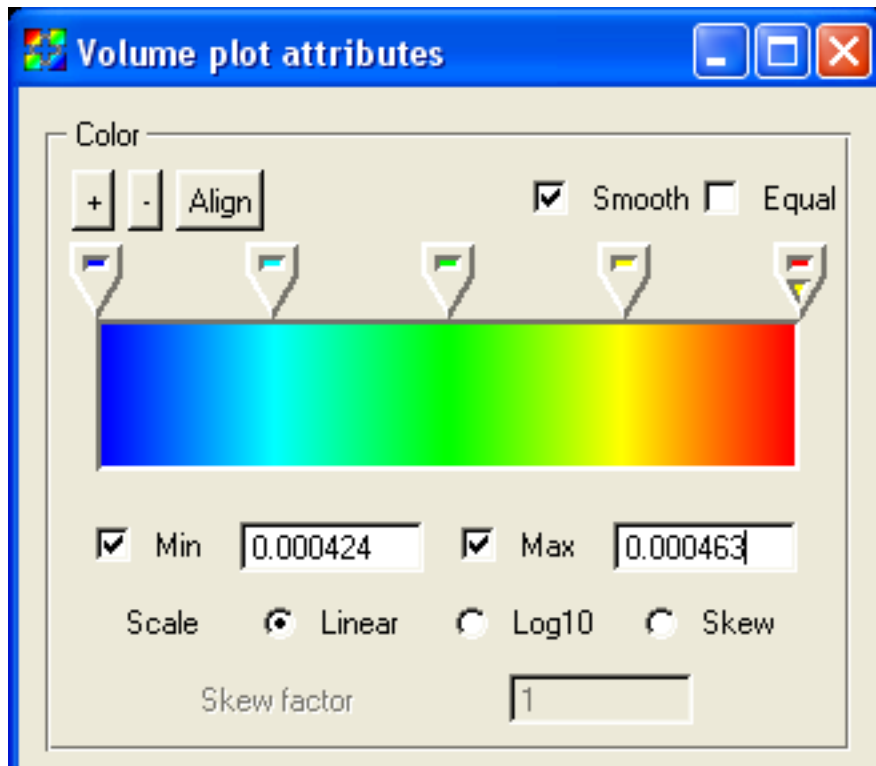 Volume plot attributes
Color
+ - Align Smooth Equal
Min 0.000424 Max 0.000463
Scale Linear Log10 Skew
Skew factor 1